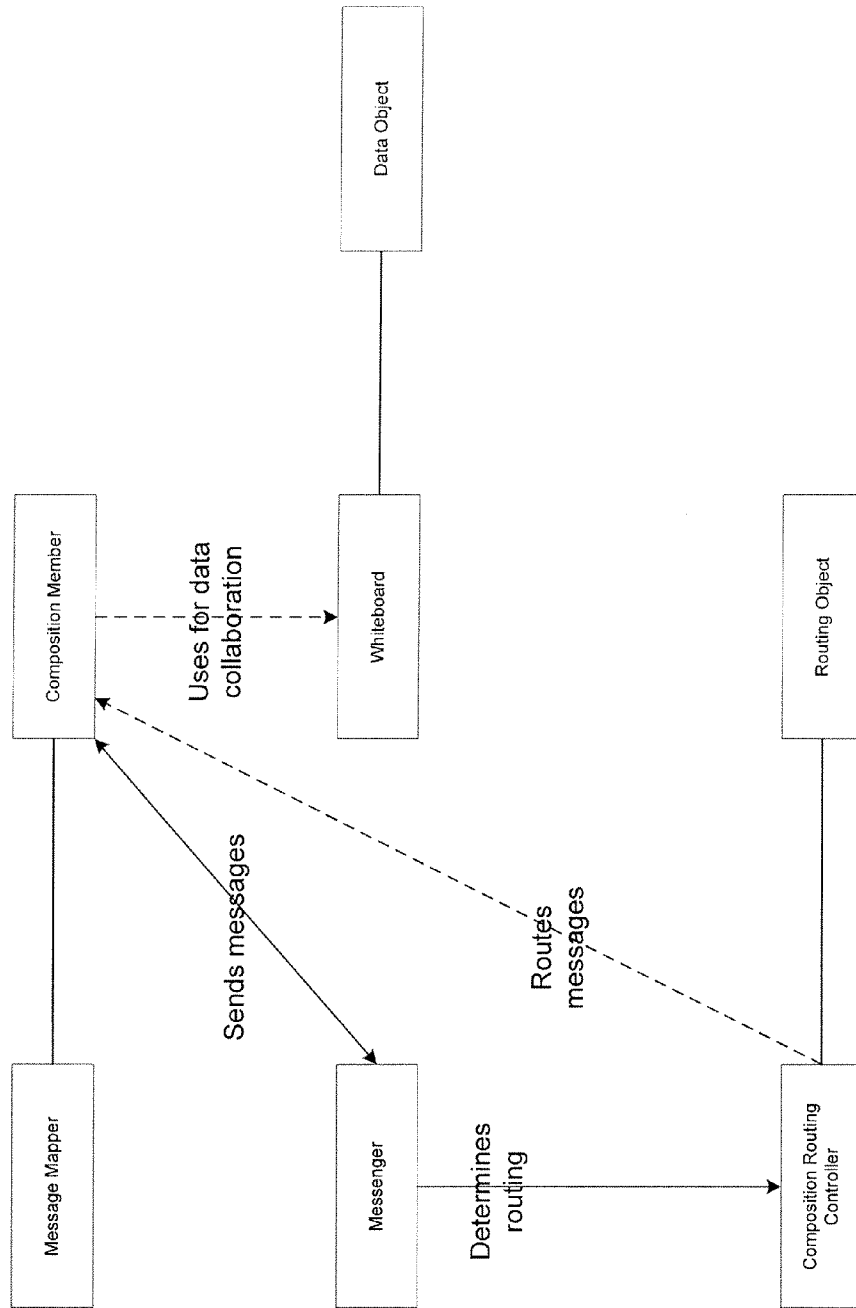 Message Mapper
Composition Member
Sends messages
Uses for data
collaboration
Messenger
Whiteboard
Data Object
Determines
routing
Routes
messages
Composition Routing
Controller
Routing Object